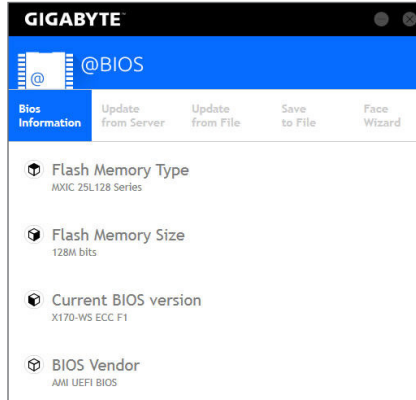 GIGABYTE™
@BIOS
@
Bios Information
Update from Server
Update from File
Save to File
Face Wizard
Flash Memory Type
MXIC 25L128 Series
Flash Memory Size
128M bits
Current BIOS version
X170-WS ECC F1
BIOS Vendor
AMI UEFI BIOS